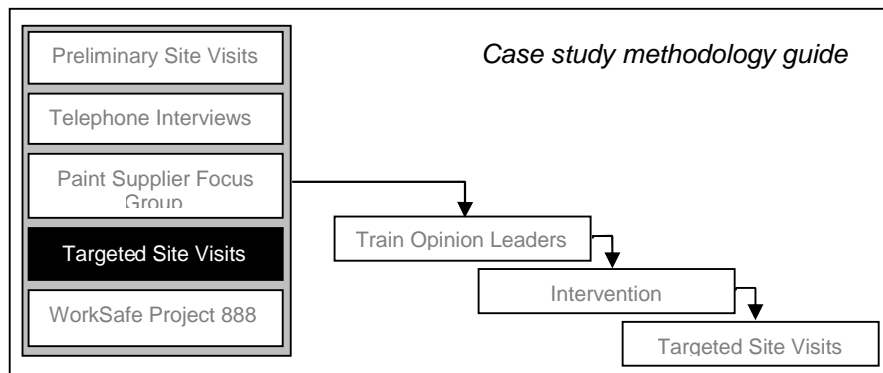 Case study methodology guide
Preliminary Site Visits
Telephone Interviews
Paint Supplier Focus
Group
Targeted Site Visits
WorkSafe Project 888
Train Opinion Leaders
Intervention
Targeted Site Visits